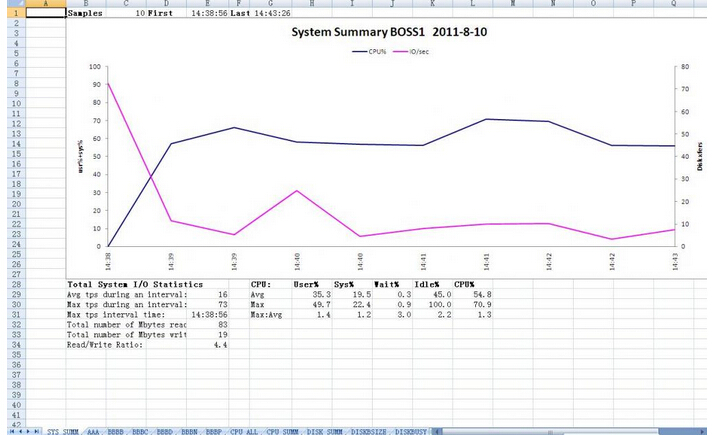 A B C D E F G H I J K L M N O P Q
1 Samples 10 First 14:38:56 Last 14:43:26
2
3 System Summary BOSS1 2011-8-10
4
5 CPU% IO/sec
6
7 100 80
8 90 70
9 80
10 60
11 70
12 60 50
13
14 usr%+sys% 50 40 Diskxfers
15
16 40
17 30
18
19 30
20 20
21 20
22 10 10
23
24 0 0
25 14:38 14:39 14:39 14:40 14:40 14:41 14:41 14:42 14:42 14:43
26
27
28 Total System I/O Statistics CPU: User% Sys% Wait% Idle% CPU%
29 Avg tps during an interval: 16 Avg 35.3 19.5 0.3 45.0 54.8
30 Max tps during an interval: 73 Max 49.7 22.4 0.9 100.0 70.9
31 Max tps interval time: 14:38:56 Max:Avg 1.4 1.2 3.0 2.2 1.3
32 Total number of Mbytes read 83
33 Total number of Mbytes writ 19
34 Read/Write Ratio: 4.4
35
36
37
38
39
40
41
42
SYS_SUMM AAA BBBB BBBC BBBD BBBN BBBP CPU_ALL CPU_SUMM DISK_SUMM DISKBSIZE DISKBUSY